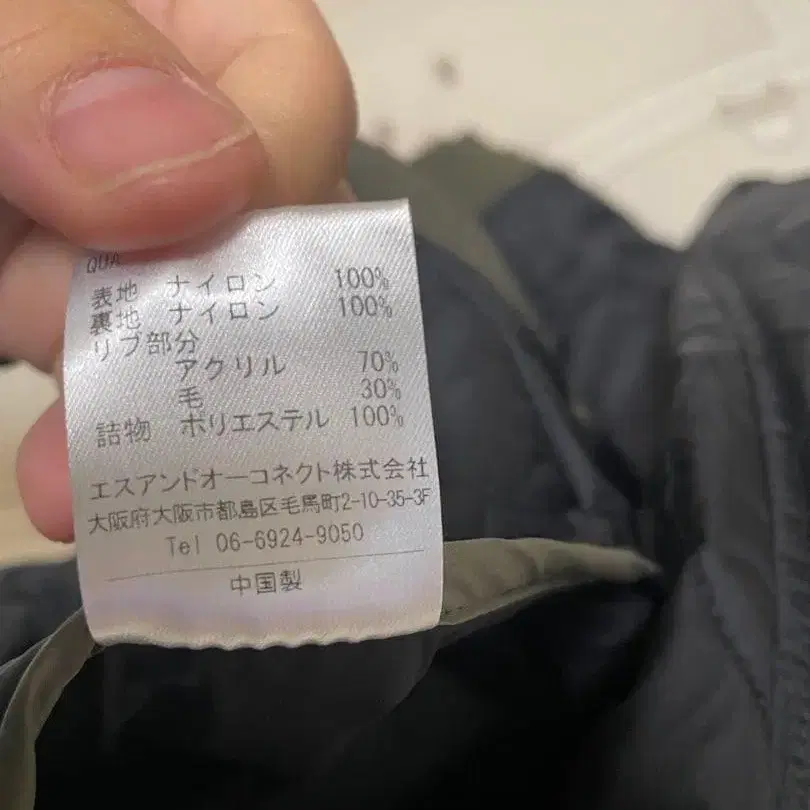 QUA
表地 ナイロン 100%
裏地 ナイロン 100%
リブ部分
アクリル 70%
毛 30%
詰物 ポリエステル 100%
エスアンドオーコネクト株式会社
大阪府大阪市都島区毛馬町2-10-35-3F
Tel 06-6924-9050
中国製